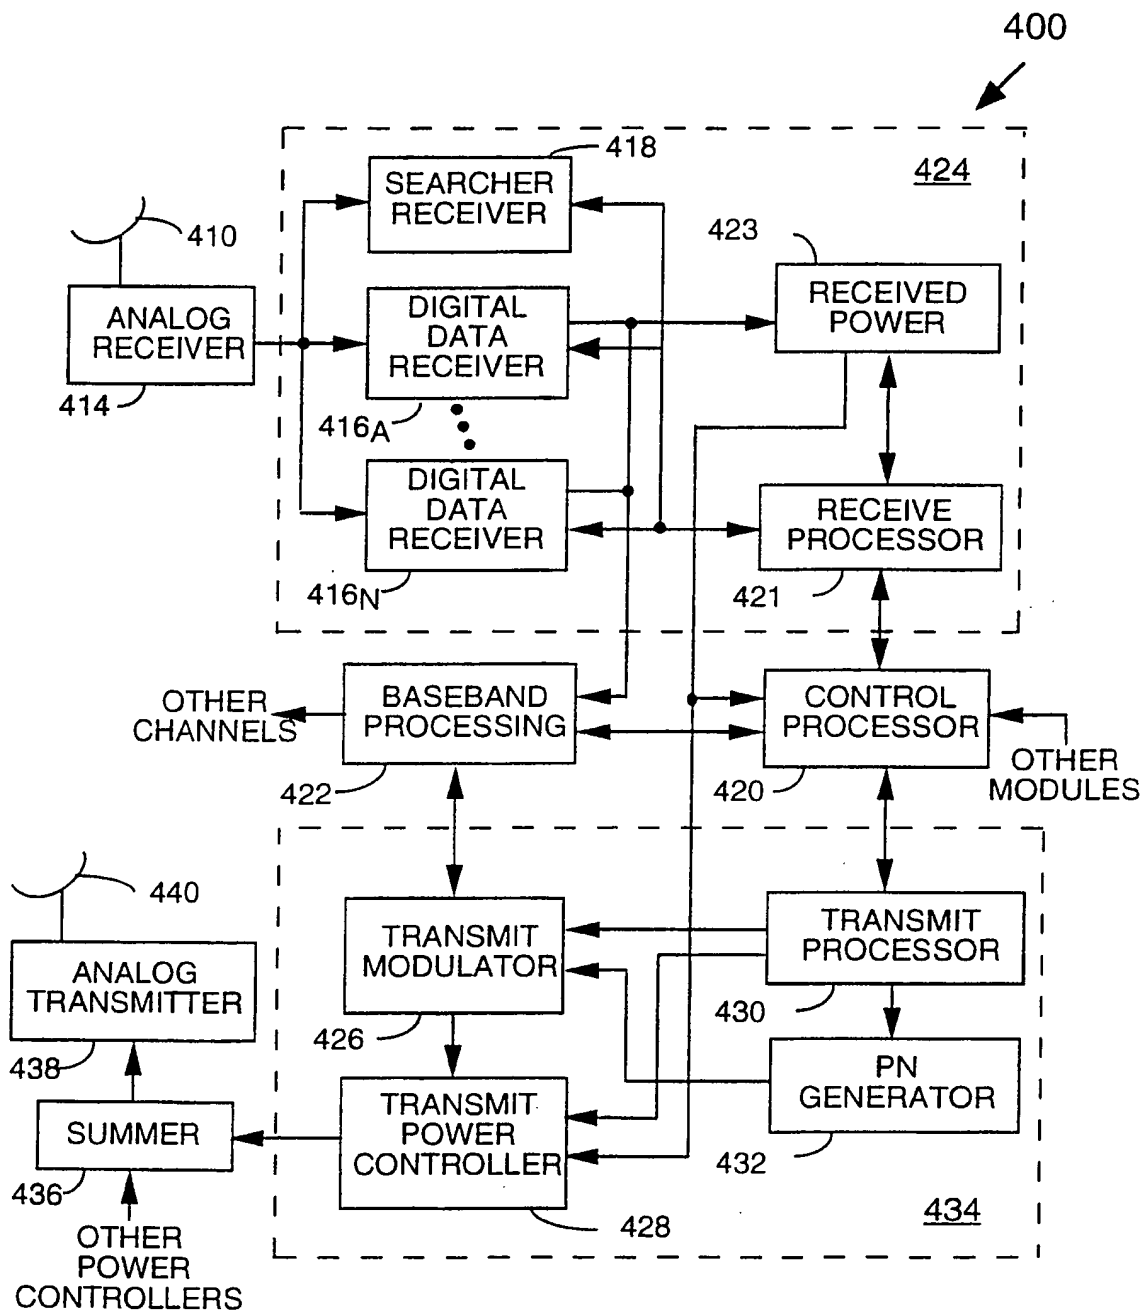 400
418
424
SEARCHER
RECEIVER
410
423
ANALOG
RECEIVER
414
DIGITAL
DATA
RECEIVER
RECEIVED
POWER
416A
DIGITAL
DATA
RECEIVER
RECEIVE
PROCESSOR
416N
421
OTHER
CHANNELS
BASEBAND
PROCESSING
CONTROL
PROCESSOR
422
420
OTHER
MODULES
440
TRANSMIT
MODULATOR
TRANSMIT
PROCESSOR
ANALOG
TRANSMITTER
430
426
438
PN
GENERATOR
TRANSMIT
POWER
CONTROLLER
SUMMER
432
436
428
434
OTHER
POWER
CONTROLLERS